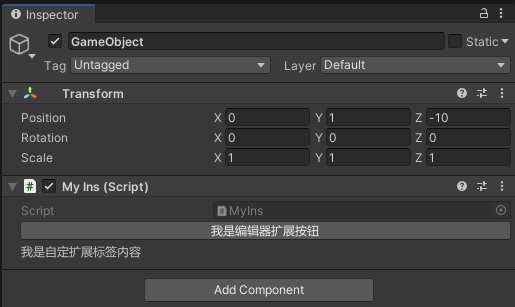 Inspector
GameObject
Static
Tag Untagged Layer Default
Transform
Position X 0 Y 1 Z -10
Rotation X 0 Y 0 Z 0
Scale X 1 Y 1 Z 1
# My Ins (Script)
Script # MyIns
我是编辑器扩展按钮
我是自定扩展标签内容
Add Component